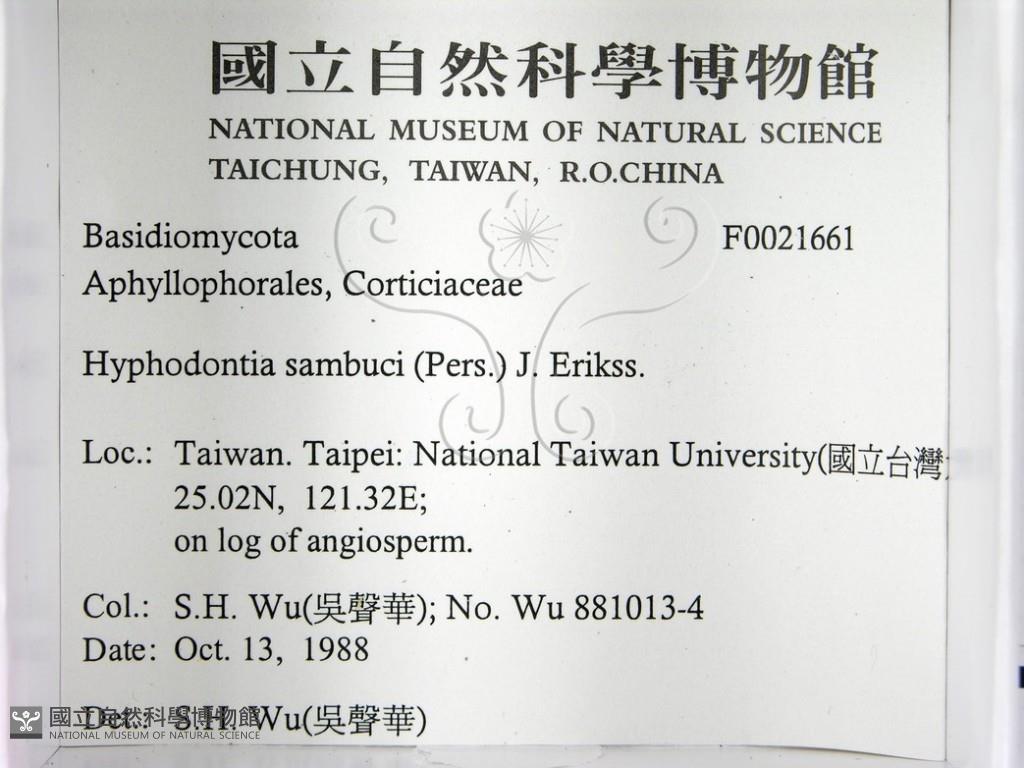 國立自然科學博物館
NATIONAL MUSEUM OF NATURAL SCIENCE
TAICHUNG, TAIWAN, R.O.CHINA
Basidiomycota F0021661
Aphyllophorales, Corticiaceae
Hyphodontia sambuci (Pers.) J. Erikss.
Loc.: Taiwan. Taipei: National Taiwan University(國立台灣
25.02N, 121.32E;
on log of angiosperm.
Col.: S.H. Wu(吳聲華); No. Wu 881013-4
Date: Oct. 13, 1988
Det.: S.H. Wu(吳聲華)
國立自然科學博物館
NATIONAL MUSEUM OF NATURAL SCIENCE